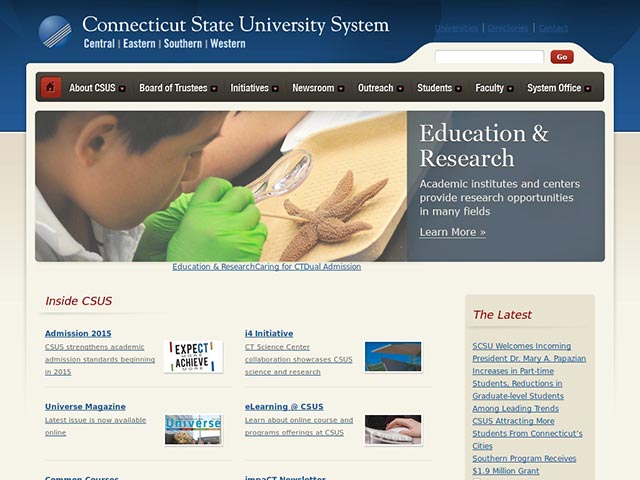 Connecticut State University System
Central | Eastern | Southern | Western
Universities | Directories | Contact
Go
About CSUS
Board of Trustees
Initiatives
Newsroom
Outreach
Students
Faculty
System Office
Education &
Research
Academic institutes and centers
provide research opportunities
in many fields
Learn More »
Education & ResearchCaring for CTDual Admission
Inside CSUS
Admission 2015
CSUS strengthens academic
admission standards beginning
in 2015
EXPECT
MORE
ACHIEVE
MORE
i4 Initiative
CT Science Center
collaboration showcases CSUS
science and research
Universe Magazine
Latest issue is now available
online
Universe
eLearning @ CSUS
Learn about online course and
programs offerings at CSUS
Common Courses
impaCT Newsletter
The Latest
SCSU Welcomes Incoming
President Dr. Mary A. Papazian
Increases in Part-time
Students, Reductions in
Graduate-level Students
Among Leading Trends
CSUS Attracting More
Students From Connecticut's
Cities
Southern Program Receives
$1.9 Million Grant